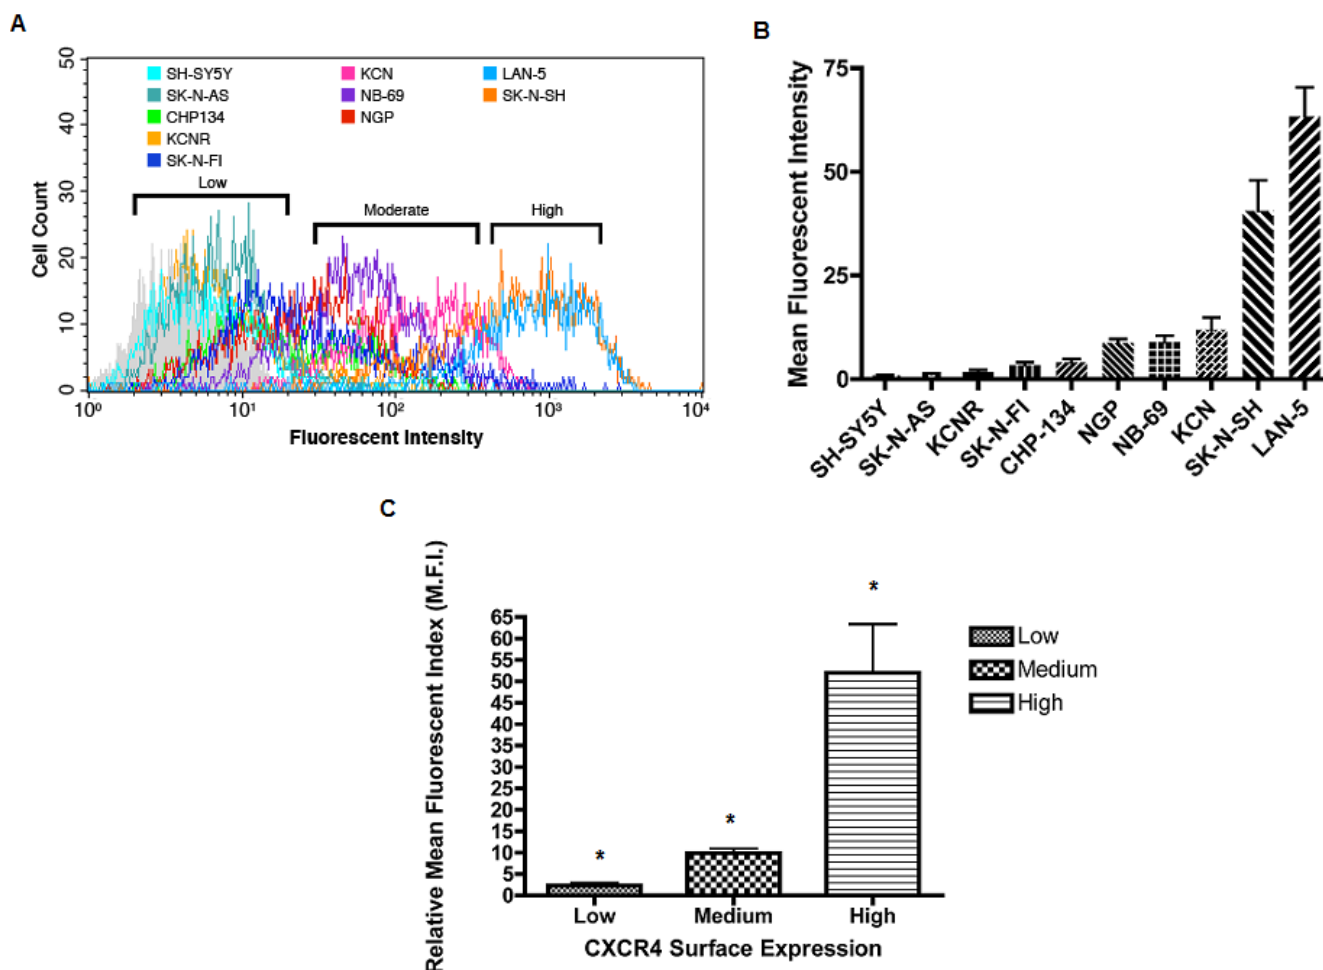 A
50
40
30
20
10
0
Cell Count
SH-SY5Y
SK-N-AS
CHP134
KCNR
SK-N-FI
KCN
NB-69
NGP
LAN-5
SK-N-SH
Low
Moderate
High
10⁰ 10¹ 10² 10³ 10⁴
Fluorescent Intensity
B
75
50
25
0
Mean Fluorescent Intensity
SH-SY5Y
SK-N-AS
KCNR
SK-N-FI
CHP-134
NGP
NB-69
KCN
SK-N-SH
LAN-5
C
Relative Mean Fluorescent Index (M.F.I.)
65
60
55
50
45
40
35
30
25
20
15
10
5
0
*
*
*
Low Medium High
CXCR4 Surface Expression
Low
Medium
High